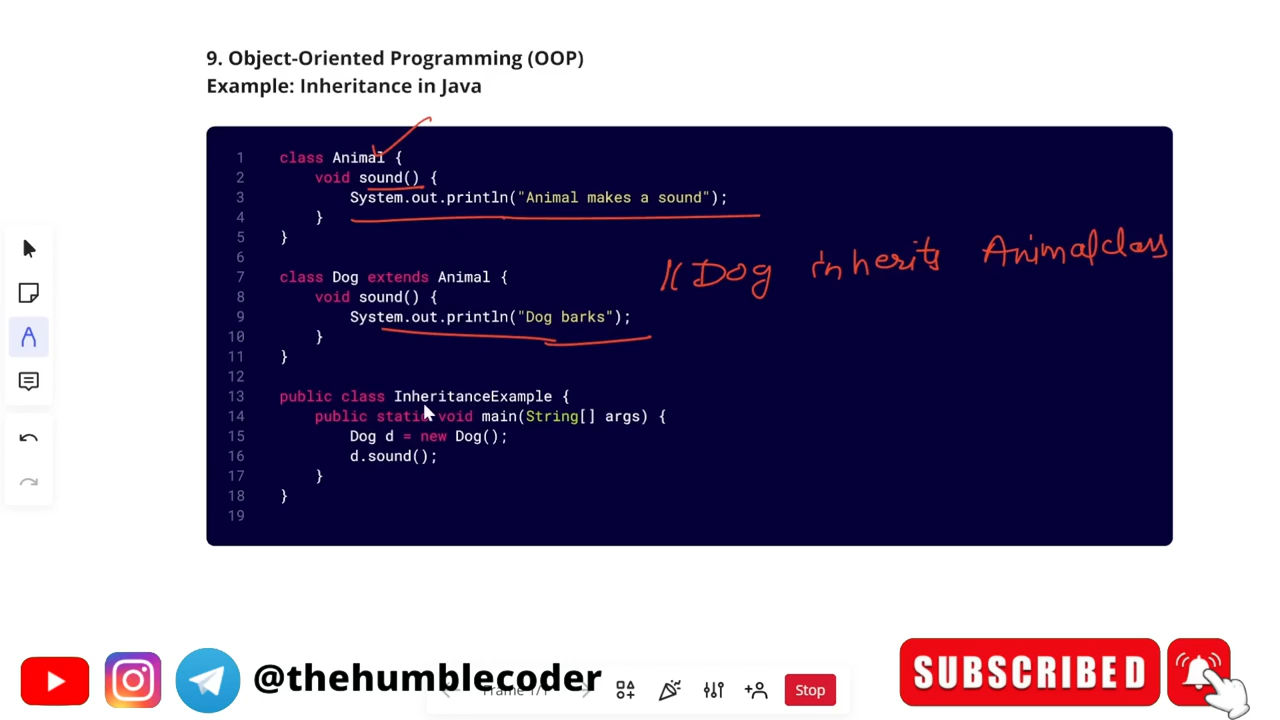 9. Object-Oriented Programming (OOP)
Example: Inheritance in Java
1 class Animal {
2 void sound() {
3 System.out.println("Animal makes a sound");
4 }
5 }
6
7 class Dog extends Animal {
8 void sound() {
9 System.out.println("Dog barks");
10 }
11 }
12
13 public class InheritanceExample {
14 public static void main(String[] args) {
15 Dog d = new Dog();
16 d.sound();
17 }
18 }
19
// Dog inherits Animal class
@thehumblecoder
Frame 1/1
Stop
SUBSCRIBED